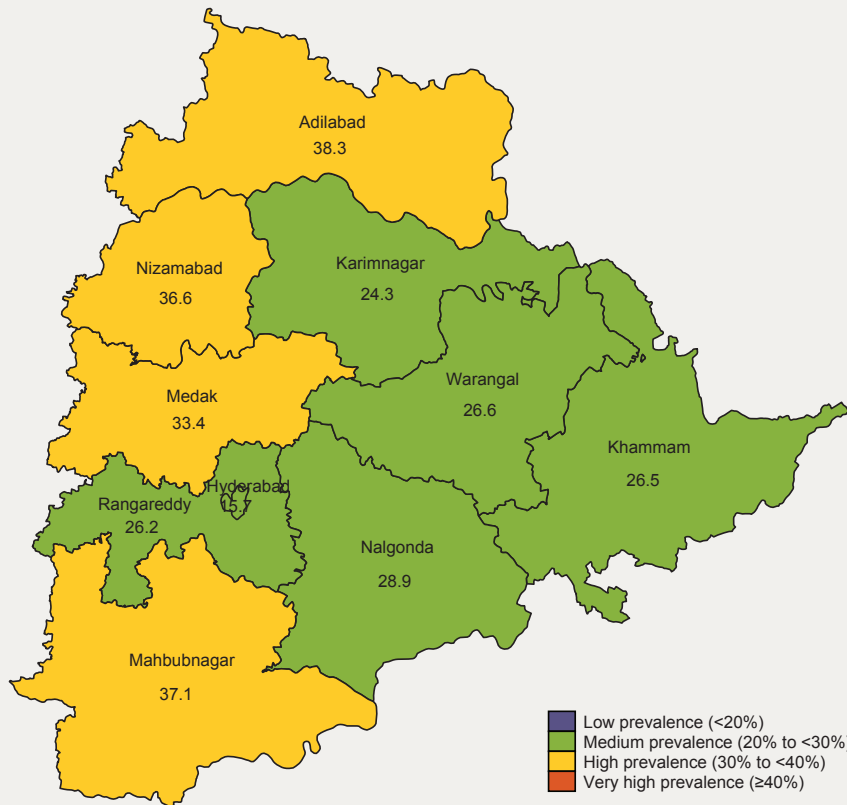 Adilabad
38.3
Nizamabad
36.6
Karimnagar
24.3
Medak
33.4
Warangal
26.6
Khammam
26.5
Hyderabad
15.7
Rangareddy
26.2
Nalgonda
28.9
Mahbubnagar
37.1
Low prevalence (<20%)
Medium prevalence (20% to <30%)
High prevalence (30% to <40%)
Very high prevalence (≥40%)